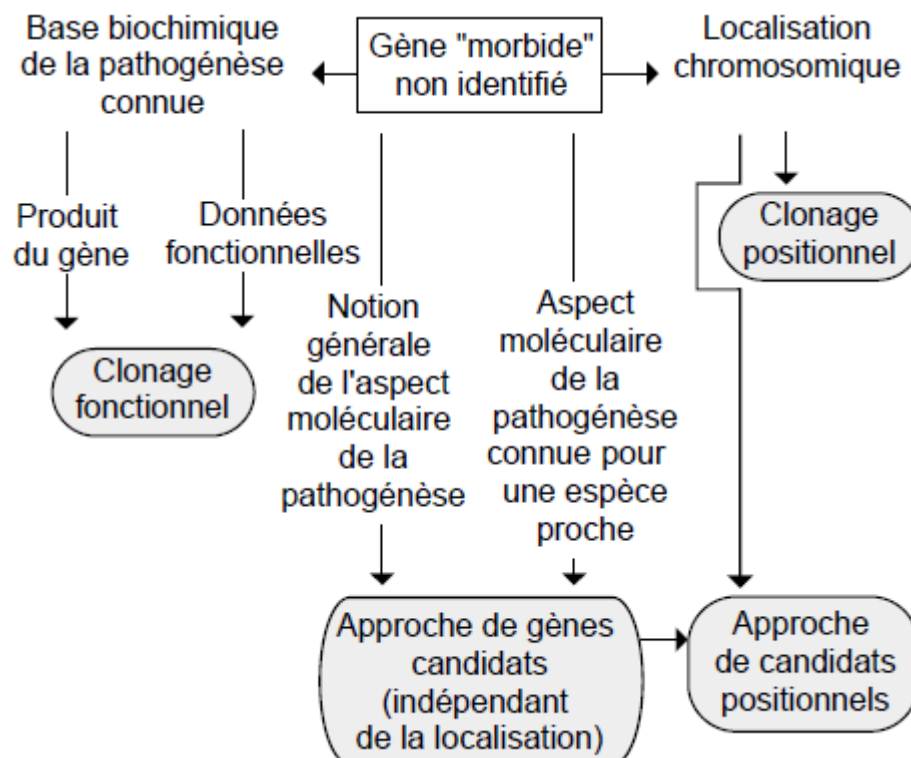 Base biochimique
de la pathogénèse
connue
Gène "morbide"
non identifié
Localisation
chromosomique
Produit
du gène
Données
fonctionnelles
Clonage
positionnel
Clonage
fonctionnel
Notion
générale
de l'aspect
moléculaire
de la
pathogénèse
Aspect
moléculaire
de la
pathogénèse
connue pour
une espèce
proche
Approche de gènes
candidats
(indépendant
de la localisation)
Approche
de candidats
positionnels